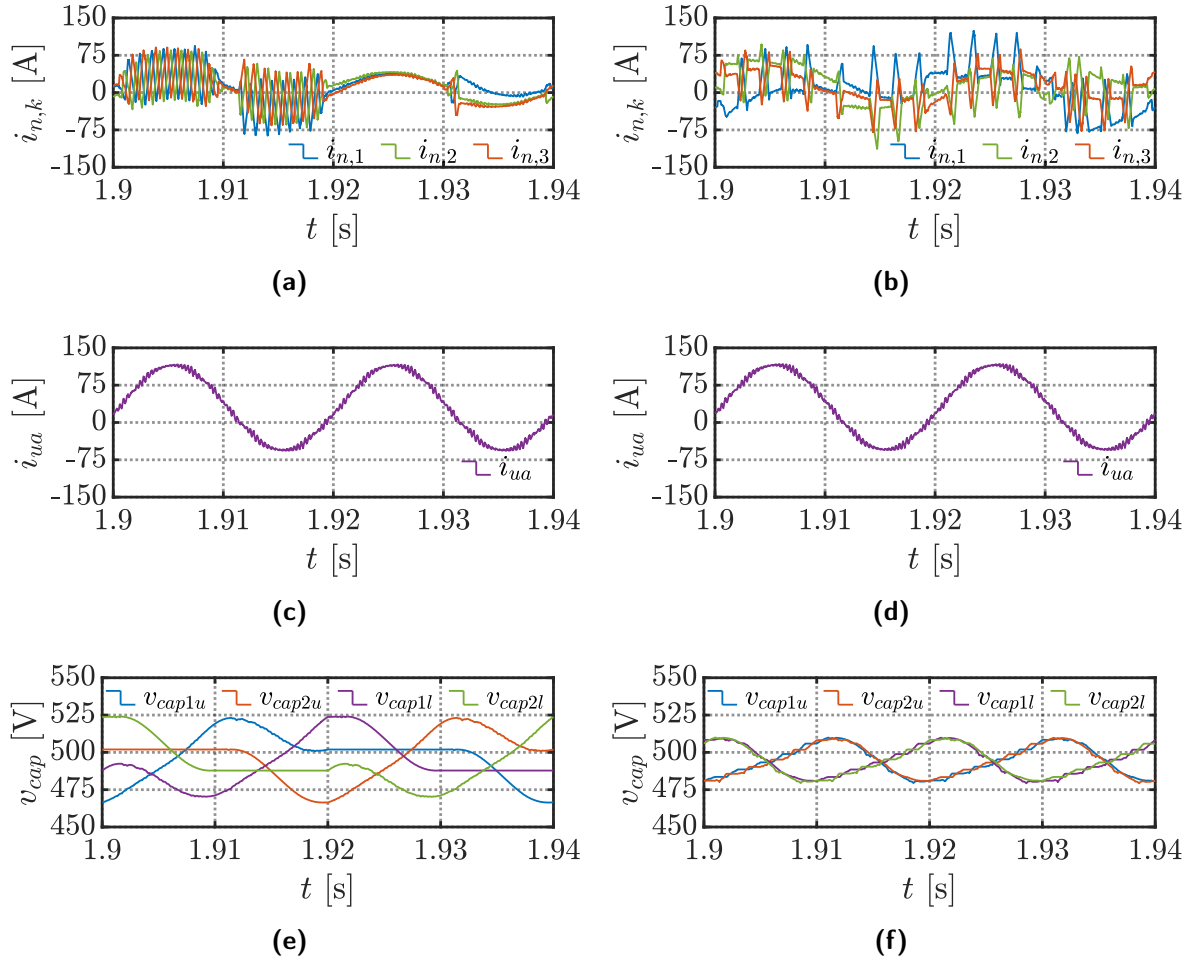 150
75
0
-75
-150
i_{n,k} [A]
i_{n,1} i_{n,2} i_{n,3}
1.9 1.91 1.92 1.93 1.94
t [s]
(a)
150
75
0
-75
-150
i_{n,k} [A]
i_{n,1} i_{n,2} i_{n,3}
1.9 1.91 1.92 1.93 1.94
t [s]
(b)
150
75
0
-75
-150
i_{ua} [A]
i_{ua}
1.9 1.91 1.92 1.93 1.94
t [s]
(c)
150
75
0
-75
-150
i_{ua} [A]
i_{ua}
1.9 1.91 1.92 1.93 1.94
t [s]
(d)
550
525
500
475
450
v_{cap} [V]
v_{cap1u} v_{cap2u} v_{cap1l} v_{cap2l}
1.9 1.91 1.92 1.93 1.94
t [s]
(e)
550
525
500
475
450
v_{cap} [V]
v_{cap1u} v_{cap2u} v_{cap1l} v_{cap2l}
1.9 1.91 1.92 1.93 1.94
t [s]
(f)